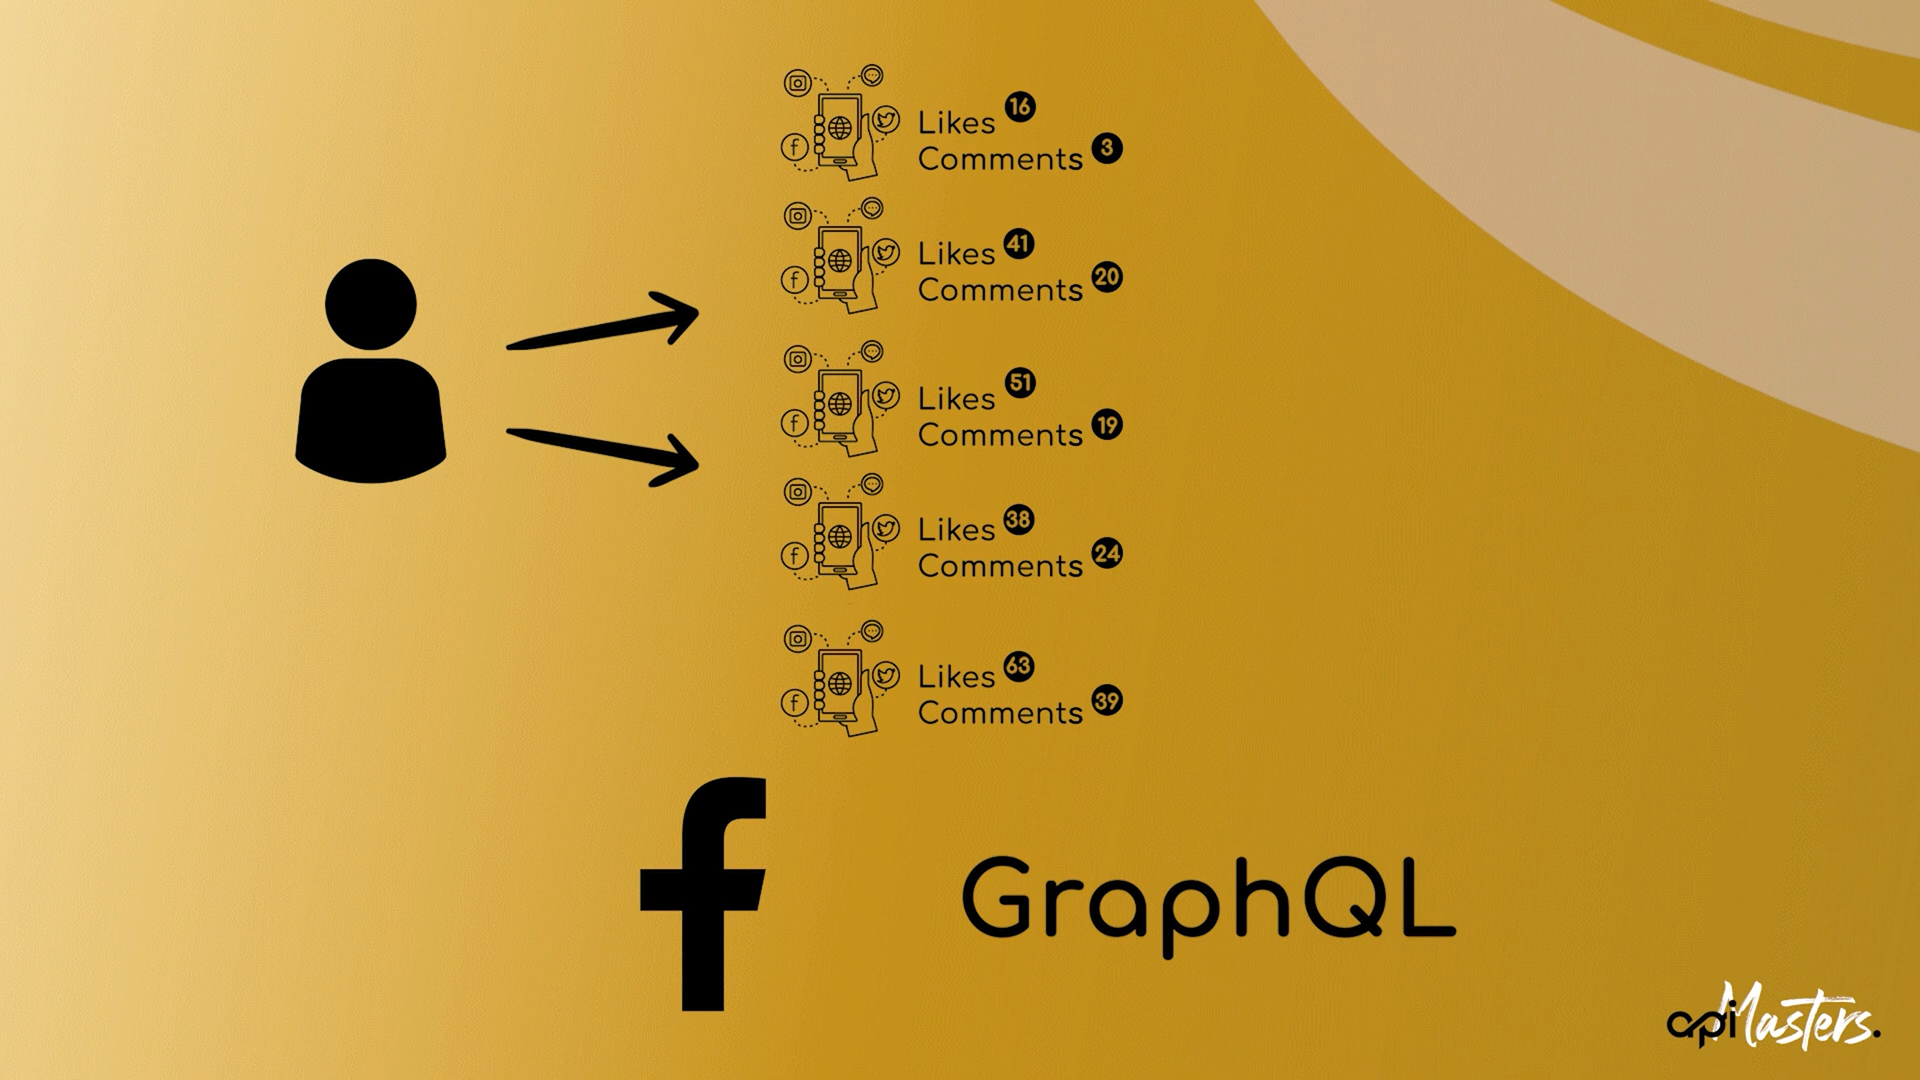 Likes 16
Comments 3
Likes 41
Comments 20
Likes 51
Comments 19
Likes 38
Comments 24
Likes 63
Comments 39
f
GraphQL
apiMasters.